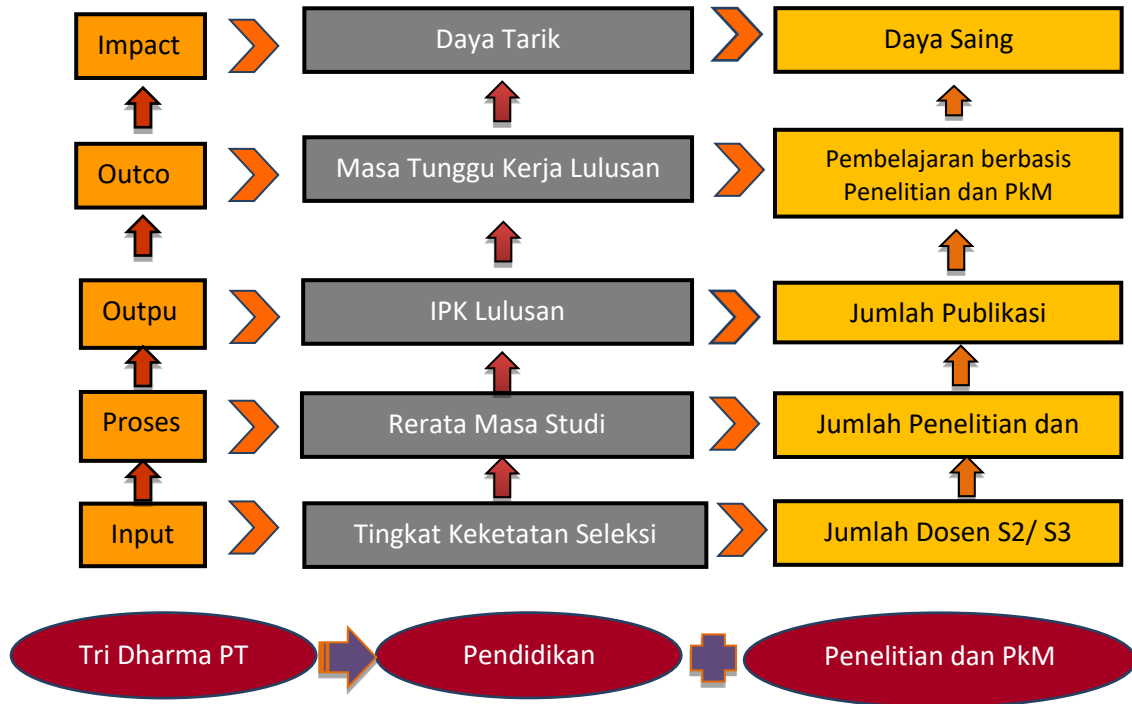 Impact
Daya Tarik
Daya Saing
Outco
Masa Tunggu Kerja Lulusan
Pembelajaran berbasis
Penelitian dan PkM
Outpu
IPK Lulusan
Jumlah Publikasi
Proses
Rerata Masa Studi
Jumlah Penelitian dan
Input
Tingkat Keketatan Seleksi
Jumlah Dosen S2/ S3
Tri Dharma PT
Pendidikan
Penelitian dan PkM